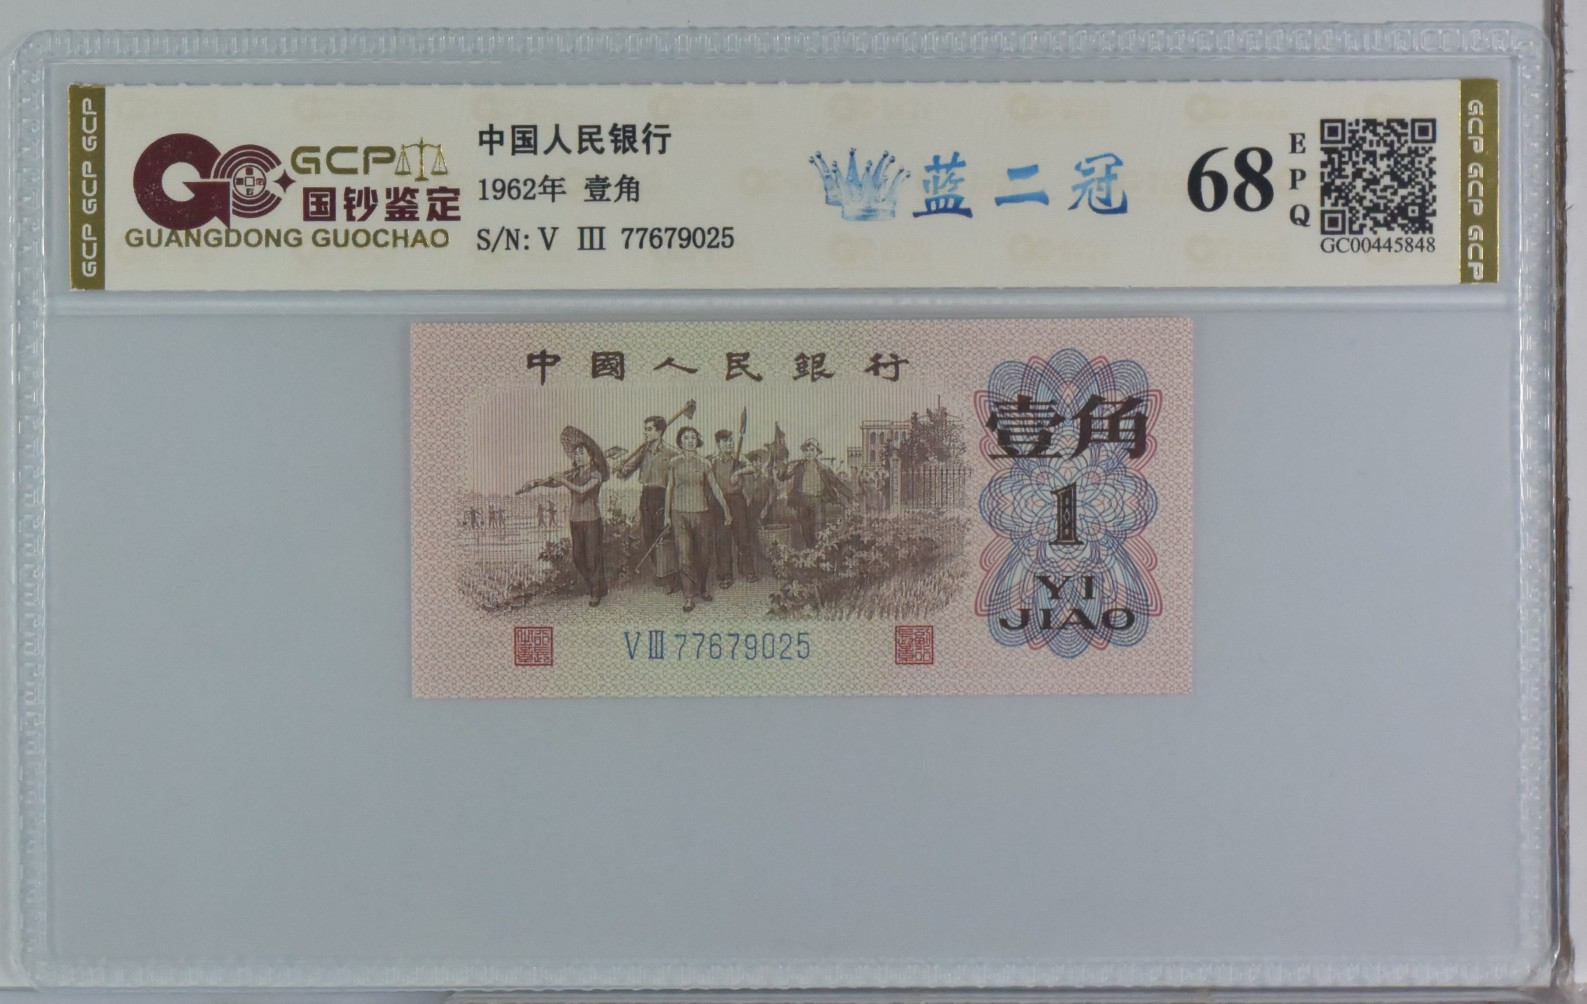 GCP GCP GCP
GCP
国钞鉴定
GUANGDONG GUOCHAO
中国人民银行
1962年 壹角
S/N: V Ⅲ 77679025
蓝二冠
68
EPQ
GC00445848
GCP GCP GCP
中國人民銀行
壹角
1
YI
JIAO
V Ⅲ 77679025